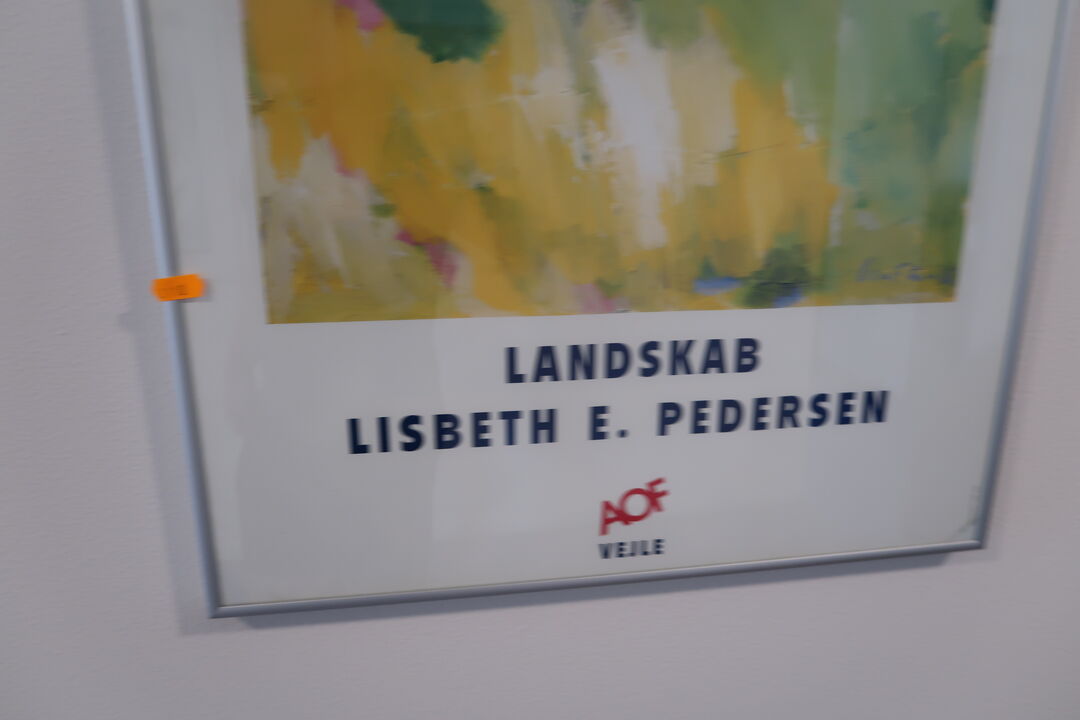 LANDSKAB
LISBETH E. PEDERSEN
AOF
VEJLE